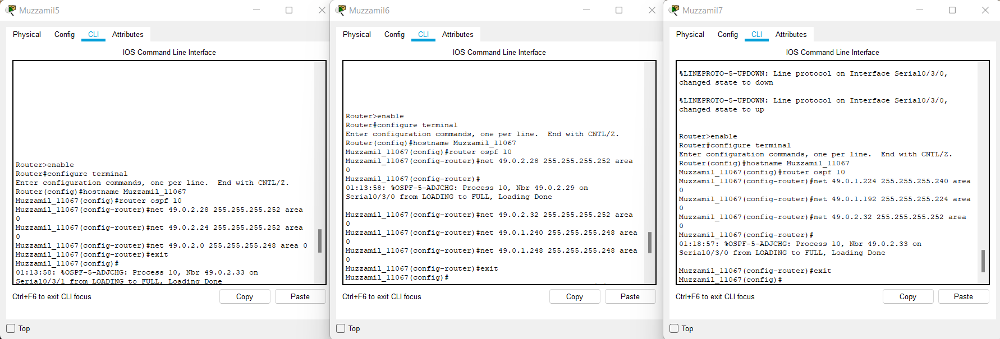 Muzzamil5
Physical Config CLI Attributes
IOS Command Line Interface
Router>enable
Router#configure terminal
Enter configuration commands, one per line.  End with CNTL/Z.
Router(config)#hostname Muzzamil_11067
Muzzamil_11067(config)#router ospf 10
Muzzamil_11067(config-router)#net 49.0.2.28 255.255.255.252 area
0
Muzzamil_11067(config-router)#net 49.0.2.24 255.255.255.252 area
0
Muzzamil_11067(config-router)#net 49.0.2.0 255.255.255.248 area 0
Muzzamil_11067(config-router)#exit
Muzzamil_11067(config)#
01:13:58: %OSPF-5-ADJCHG: Process 10, Nbr 49.0.2.33 on
Serial0/3/1 from LOADING to FULL, Loading Done
Ctrl+F6 to exit CLI focus
Copy Paste
Top
Muzzamil6
Physical Config CLI Attributes
IOS Command Line Interface
Router>enable
Router#configure terminal
Enter configuration commands, one per line.  End with CNTL/Z.
Router(config)#hostname Muzzamil_11067
Muzzamil_11067(config)#router ospf 10
Muzzamil_11067(config-router)#net 49.0.2.28 255.255.255.252 area
0
Muzzamil_11067(config-router)#
01:13:58: %OSPF-5-ADJCHG: Process 10, Nbr 49.0.2.29 on
Serial0/3/0 from LOADING to FULL, Loading Done
Muzzamil_11067(config-router)#net 49.0.2.32 255.255.255.252 area
0
Muzzamil_11067(config-router)#net 49.0.1.240 255.255.255.248 area
0
Muzzamil_11067(config-router)#net 49.0.1.248 255.255.255.248 area
0
Muzzamil_11067(config-router)#exit
Muzzamil_11067(config)#
Ctrl+F6 to exit CLI focus
Copy Paste
Top
Muzzamil7
Physical Config CLI Attributes
IOS Command Line Interface
%LINEPROTO-5-UPDOWN: Line protocol on Interface Serial0/3/0,
changed state to down
%LINEPROTO-5-UPDOWN: Line protocol on Interface Serial0/3/0,
changed state to up
Router>enable
Router#configure terminal
Enter configuration commands, one per line.  End with CNTL/Z.
Router(config)#hostname Muzzamil_11067
Muzzamil_11067(config)#router ospf 10
Muzzamil_11067(config-router)#net 49.0.1.224 255.255.255.240 area
0
Muzzamil_11067(config-router)#net 49.0.1.192 255.255.255.224 area
0
Muzzamil_11067(config-router)#net 49.0.2.32 255.255.255.252 area
0
Muzzamil_11067(config-router)#
01:18:57: %OSPF-5-ADJCHG: Process 10, Nbr 49.0.2.33 on
Serial0/3/0 from LOADING to FULL, Loading Done
Muzzamil_11067(config-router)#exit
Muzzamil_11067(config)#
Ctrl+F6 to exit CLI focus
Copy Paste
Top